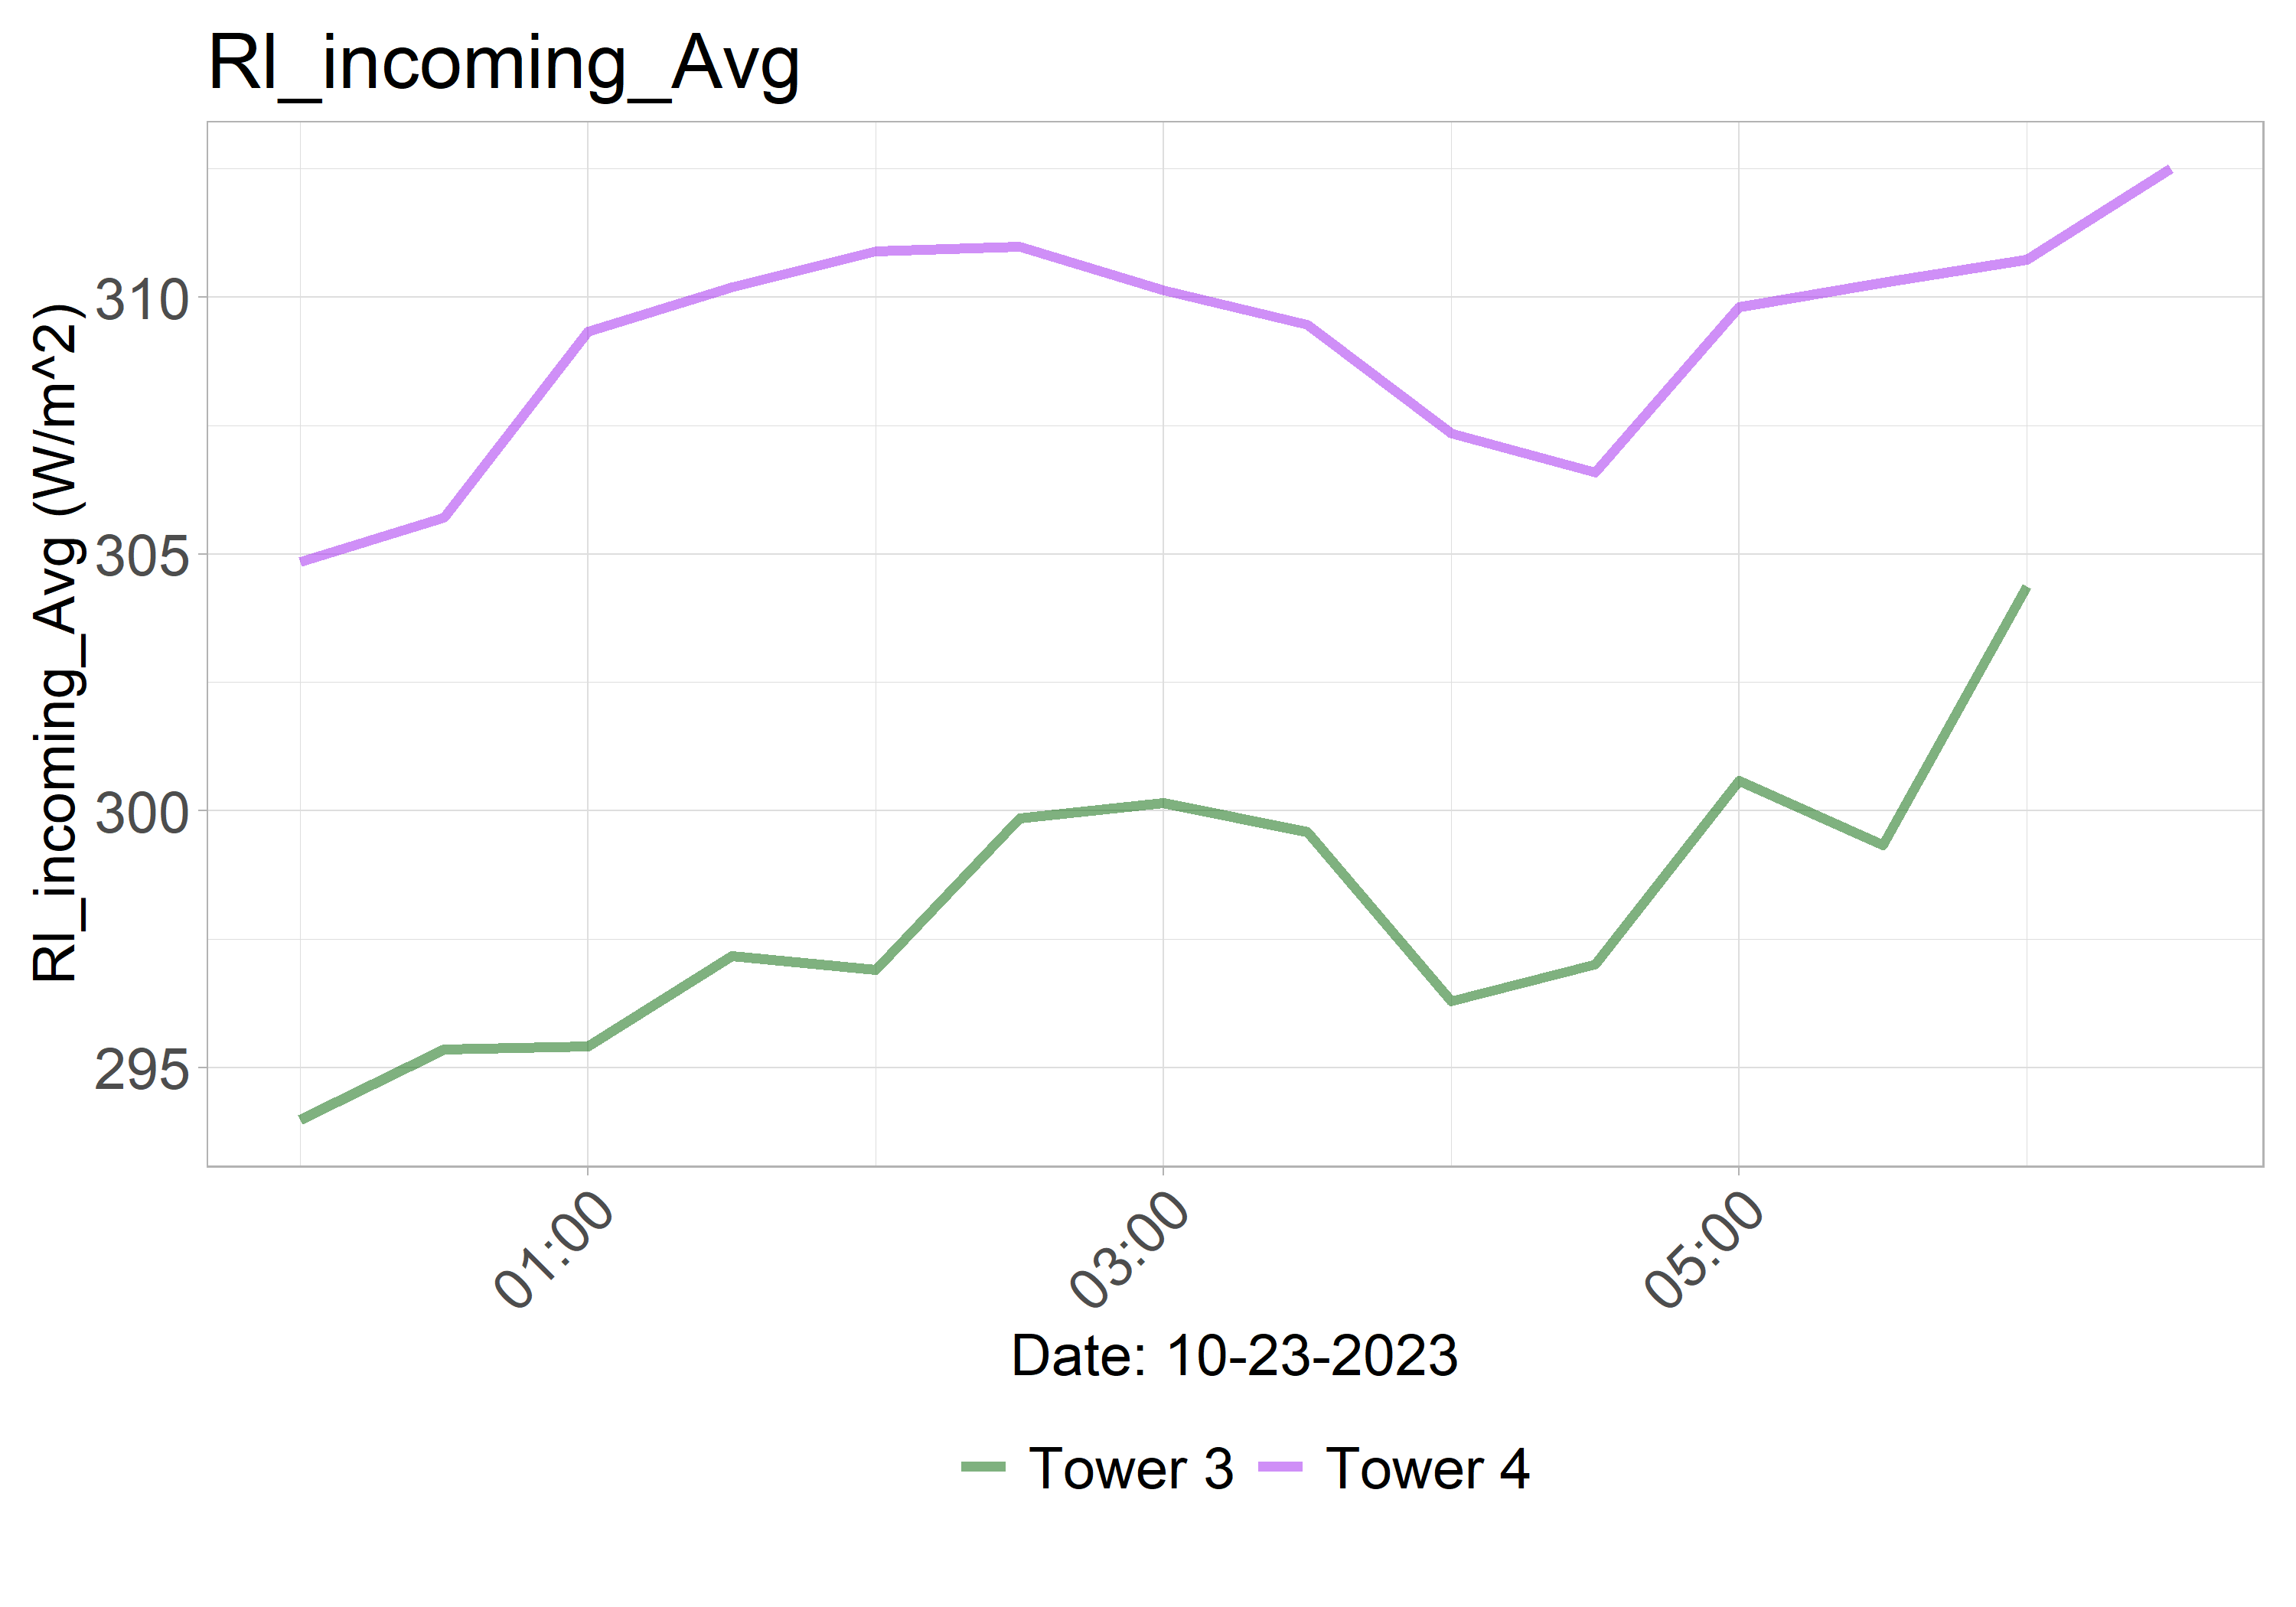 Rl_incoming_Avg
Rl_incoming_Avg (W/m^2)
310
305
300
295
01:00
03:00
05:00
Date: 10-23-2023
Tower 3
Tower 4